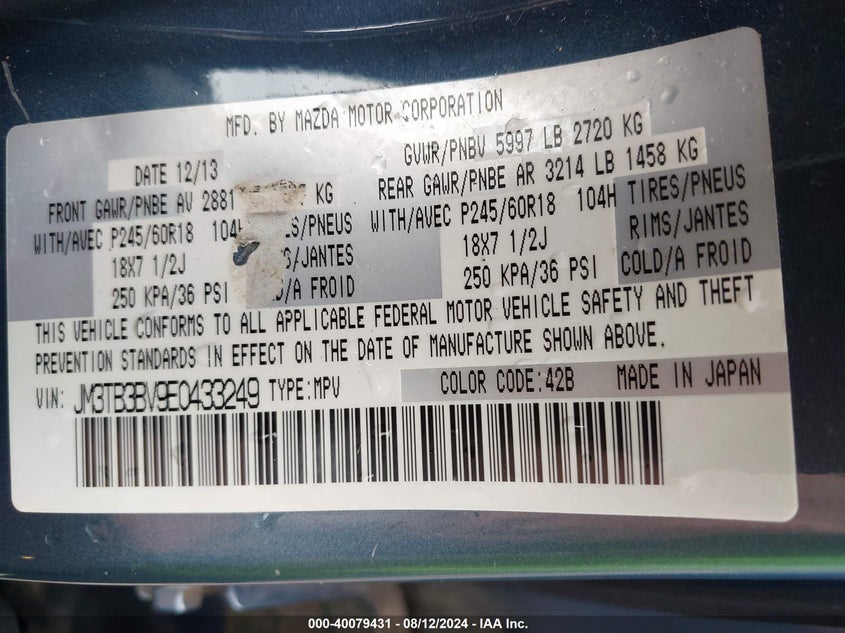 MFD. BY MAZDA MOTOR CORPORATION
DATE 12/13 GVWR/PNBV 5997 LB 2720 KG
FRONT GAWR/PNBE AV 2881 KG REAR GAWR/PNBE AR 3214 LB 1458 KG
WITH/AVEC P245/60R18 WITH/AVEC P245/60R18 104H TIRES/PNEUS
18X7 1/2J 18X7 1/2J RIMS/JANTES
250 KPA/36 PSI FROID 250 KPA/36 PSI COLD/A FROID
THIS VEHICLE CONFORMS TO ALL APPLICABLE FEDERAL MOTOR VEHICLE SAFETY AND THEFT
PREVENTION STANDARDS IN EFFECT ON THE DATE OF MANUFACTURE SHOWN ABOVE.
VIN: JM3TB3BV9E0433249 TYPE:MPV COLOR CODE:42B MADE IN JAPAN
000-40079431 - 08/12/2024 - IAA Inc.